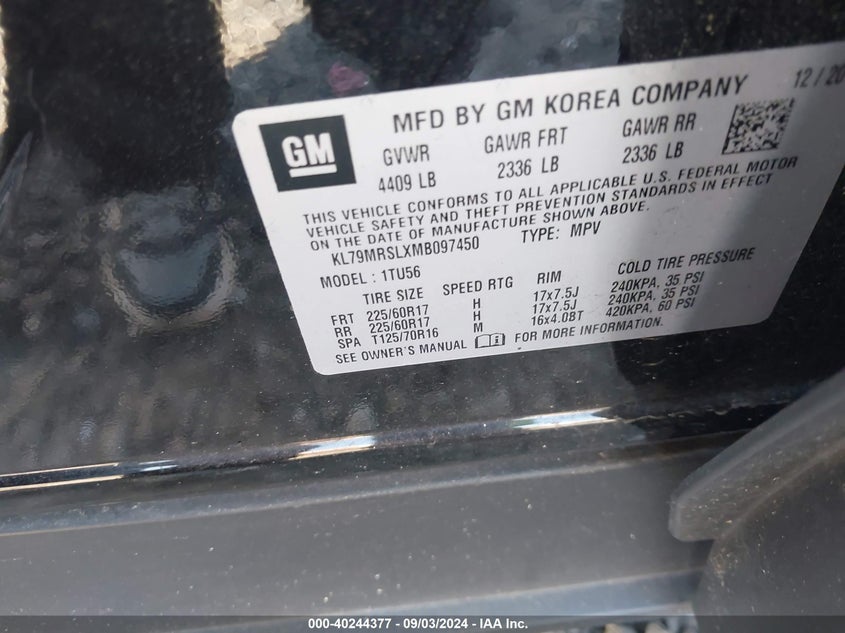 GM
MFD BY GM KOREA COMPANY
12 / 20
GVWR GAWR FRT GAWR RR
4409 LB 2336 LB 2336 LB
THIS VEHICLE CONFORMS TO ALL APPLICABLE U.S. FEDERAL MOTOR
VEHICLE SAFETY AND THEFT PREVENTION STANDARDS IN EFFECT
ON THE DATE OF MANUFACTURE SHOWN ABOVE.
KL79MRSLXMB097450 TYPE: MPV
MODEL : 1TU56
TIRE SIZE SPEED RTG RIM COLD TIRE PRESSURE
FRT 225/60R17 H 17x7.5J 240KPA, 35 PSI
RR 225/60R17 H 17x7.5J 240KPA, 35 PSI
SPA T125/70R16 M 16x4.0BT 420KPA, 60 PSI
SEE OWNER'S MANUAL FOR MORE INFORMATION.
000-40244377 - 09/03/2024 - IAA Inc.